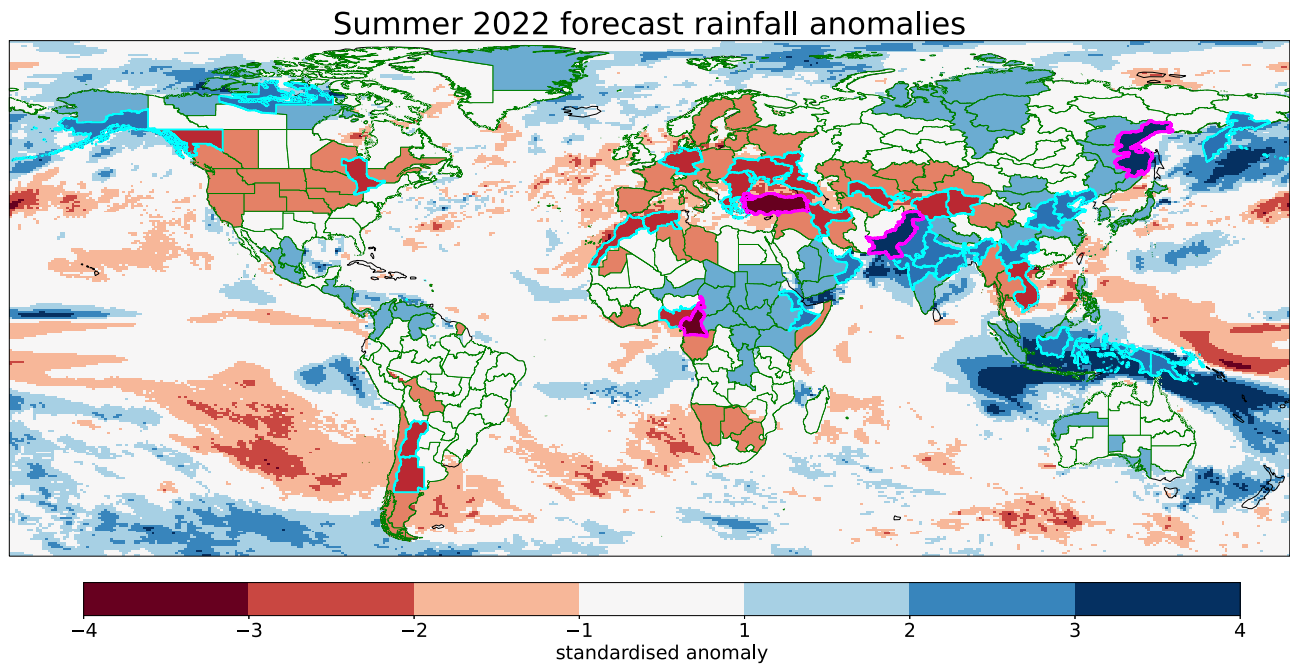 Summer 2022 forecast rainfall anomalies
−4 −3 −2 −1 1 2 3 4
standardised anomaly